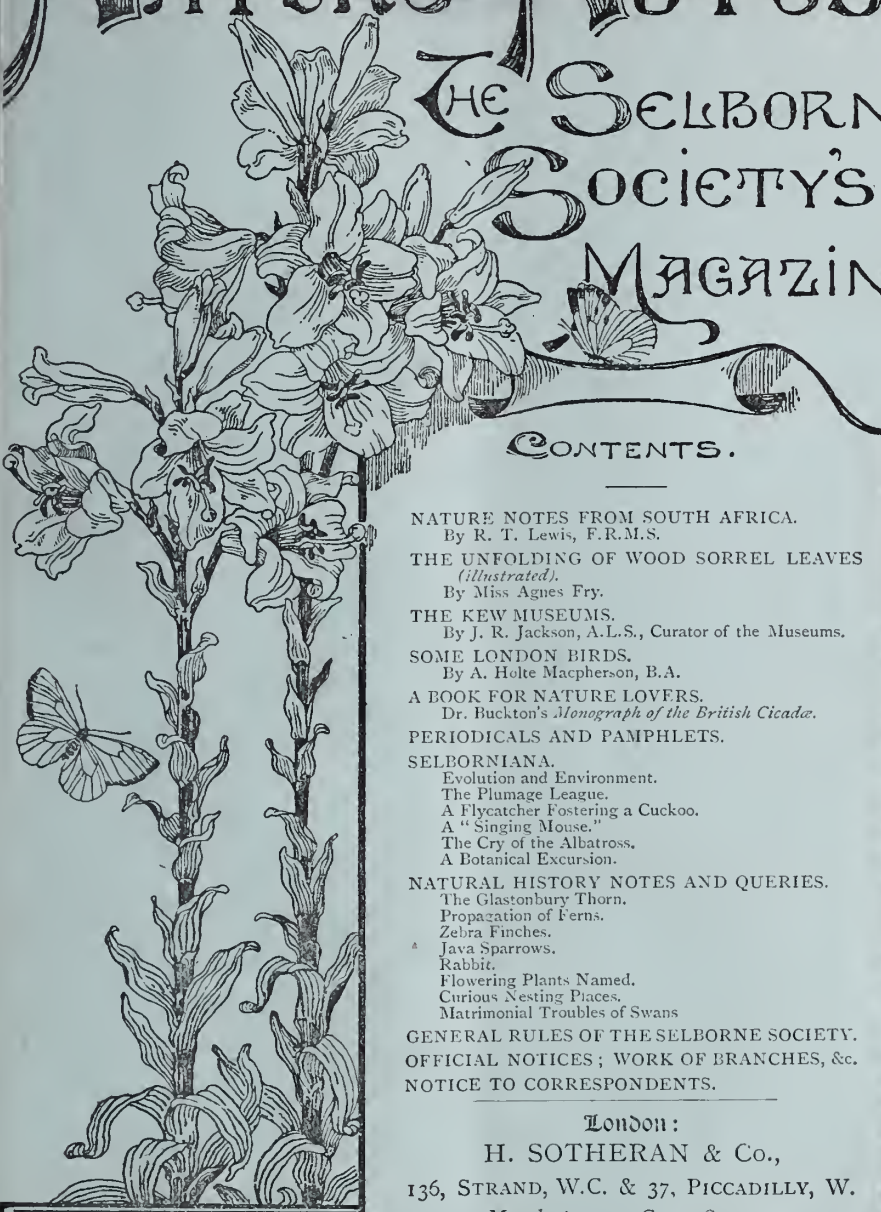 THE SELBORN
SOCIETY'S
MAGAZIN
CONTENTS.
NATURE NOTES FROM SOUTH AFRICA.
By R. T. Lewis, F.R.M.S.
THE UNFOLDING OF WOOD SORREL LEAVES
(illustrated).
By Miss Agnes Fry.
THE KEW MUSEUMS.
By J. R. Jackson, A.L.S., Curator of the Museums.
SOME LONDON BIRDS.
By A. Holte Macpherson, B.A.
A BOOK FOR NATURE LOVERS.
Dr. Buckton's Monograph of the British Cicadæ.
PERIODICALS AND PAMPHLETS.
SELBORNIANA.
Evolution and Environment.
The Plumage League.
A Flycatcher Fostering a Cuckoo.
A "Singing Mouse."
The Cry of the Albatross.
A Botanical Excursion.
NATURAL HISTORY NOTES AND QUERIES.
The Glastonbury Thorn.
Propagation of Ferns.
Zebra Finches.
Java Sparrows.
Rabbit.
Flowering Plants Named.
Curious Nesting Places.
Matrimonial Troubles of Swans
GENERAL RULES OF THE SELBORNE SOCIETY.
OFFICIAL NOTICES; WORK OF BRANCHES, &c.
NOTICE TO CORRESPONDENTS.
London:
H. SOTHERAN & Co.,
136, STRAND, W.C. & 37, PICCADILLY, W.